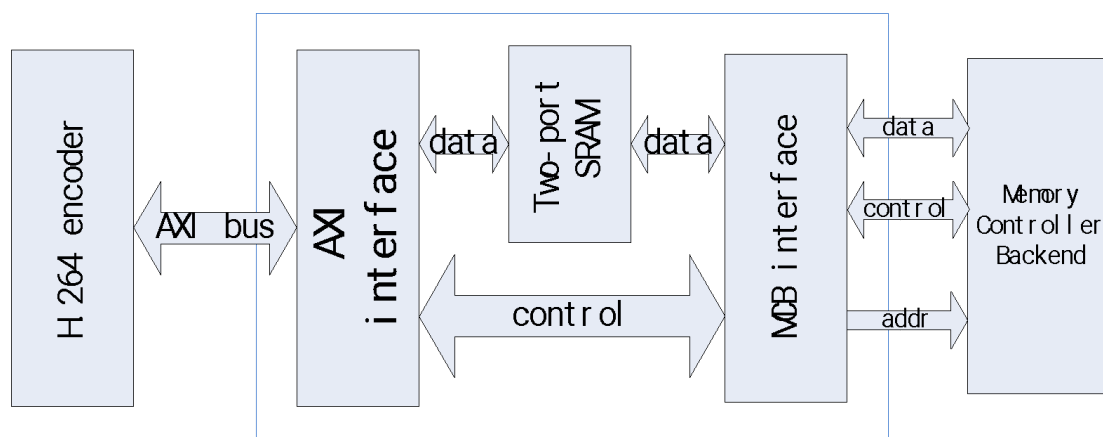 H.264 encoder
AXI bus
AXI
interface
data
Two-port
SRAM
data
control
MCB interface
data
control
addr
Memory
Controller
Backend